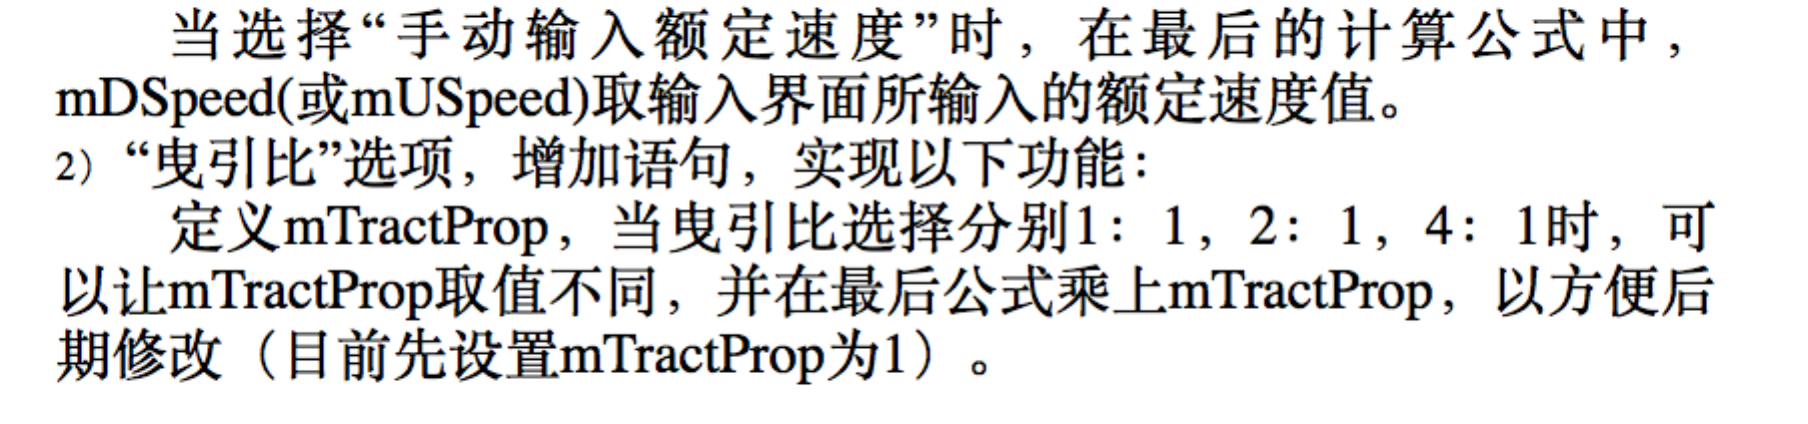 当选择“手动输入额定速度”时，在最后的计算公式中，
mDSpeed(或mUSpeed)取输入界面所输入的额定速度值。
2）“曳引比”选项，增加语句，实现以下功能：
定义mTractProp，当曳引比选择分别1：1，2：1，4：1时，可
以让mTractProp取值不同，并在最后公式乘上mTractProp，以方便后
期修改（目前先设置mTractProp为1）。